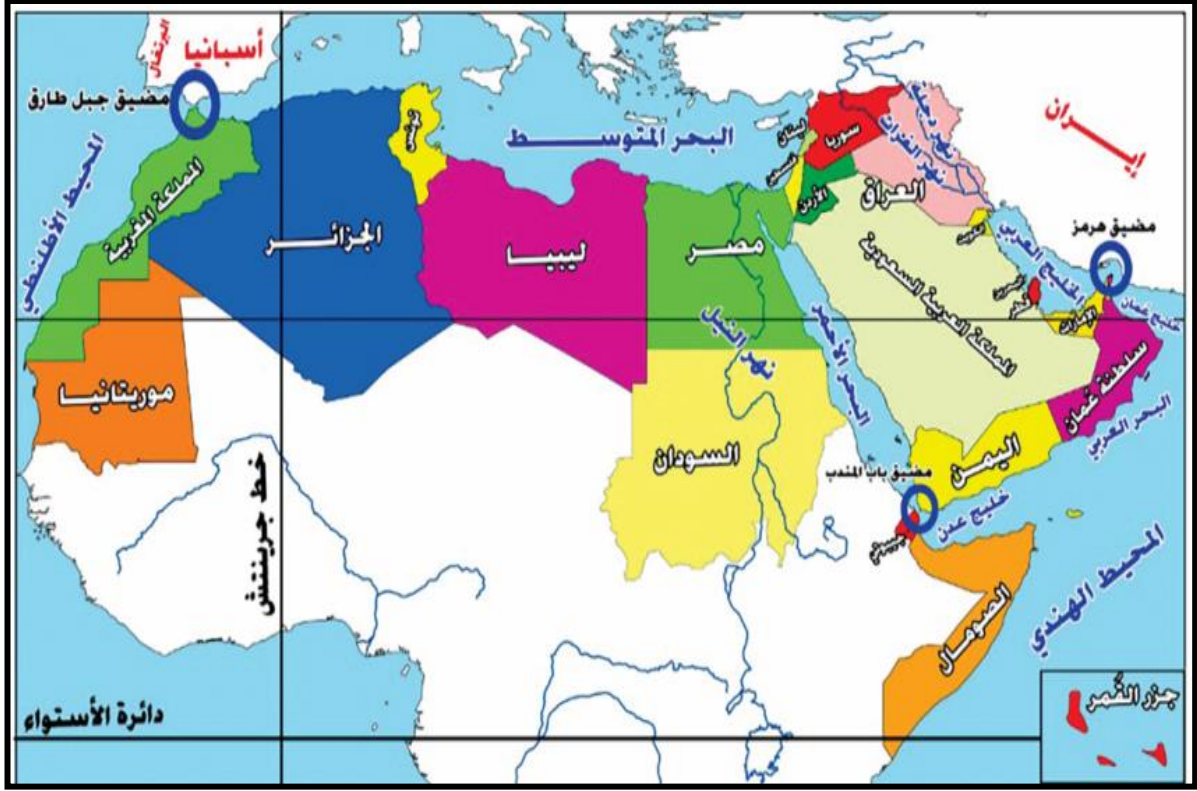 البرتغال
أسبانيا
مضيق جبل طارق
المحيط الأطلنطي
المملكة المغربية
الجزائر
تونس
البحر المتوسط
ليبيا
مصر
نهر النيل
موريتانيا
السودان
خط جرينتش
دائرة الأستواء
لبنان
فلسطين
سوريا
الأردن
نهر دجلة
نهر الفرات
العراق
إيران
الكويت
المملكة العربية السعودية
البحر الأحمر
الخليج العربي
البحرين
قطر
الإمارات
مضيق هرمز
خليج عمان
سلطنة عُمان
البحر العربي
اليمن
مضيق باب المندب
خليج عدن
جيبوتي
الصومال
المحيط الهندي
جزر القُمر